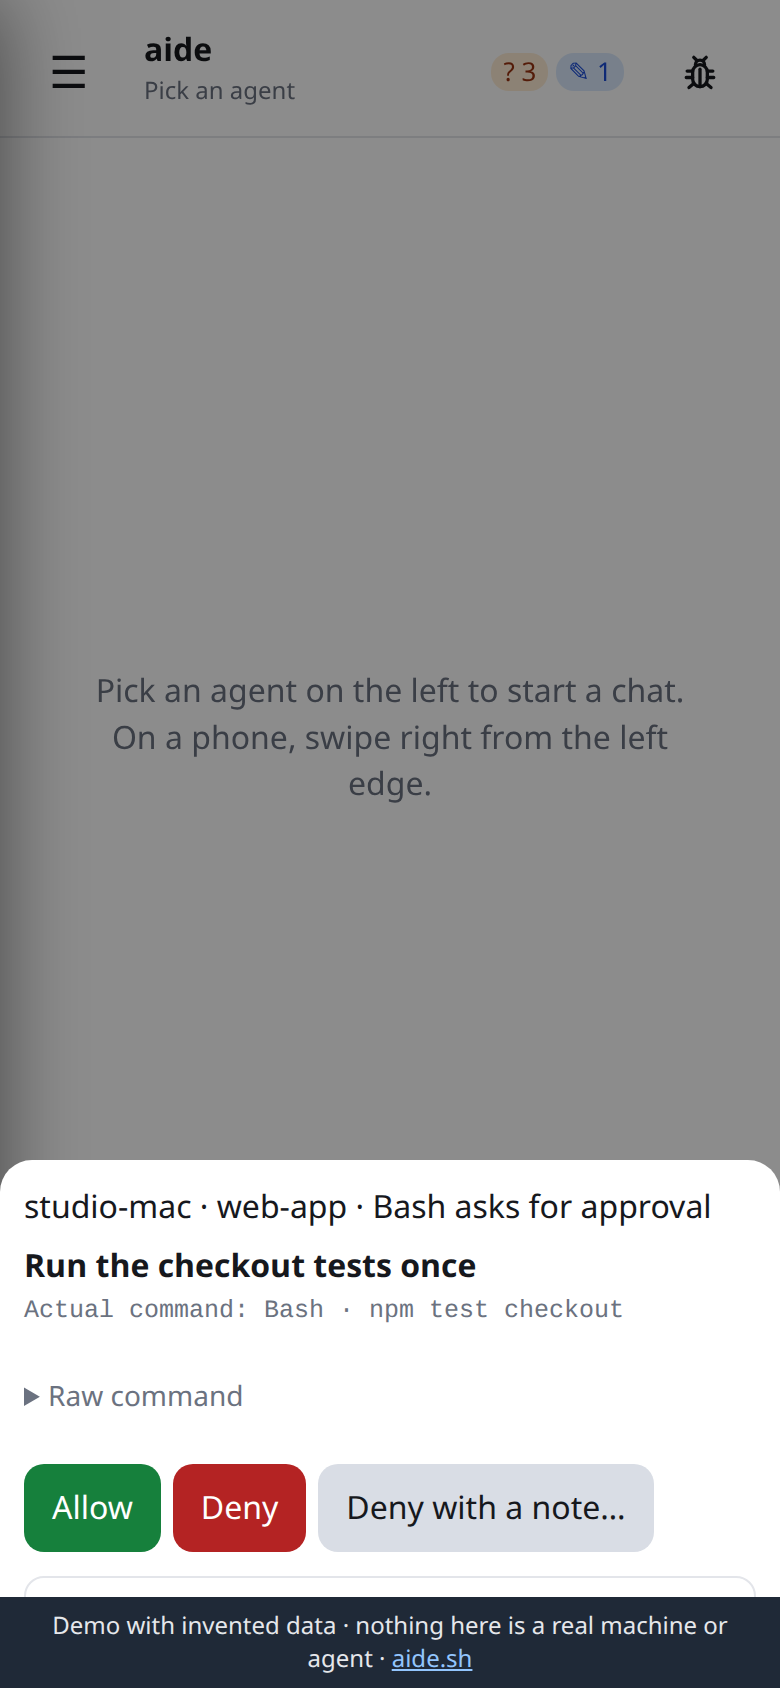 ☰ aide ? 3 ✎ 1
Pick an agent
Pick an agent on the left to start a chat.
On a phone, swipe right from the left
edge.
studio-mac · web-app · Bash asks for approval
Run the checkout tests once
Actual command: Bash · npm test checkout
▶ Raw command
Allow Deny Deny with a note...
Demo with invented data · nothing here is a real machine or
agent · aide.sh